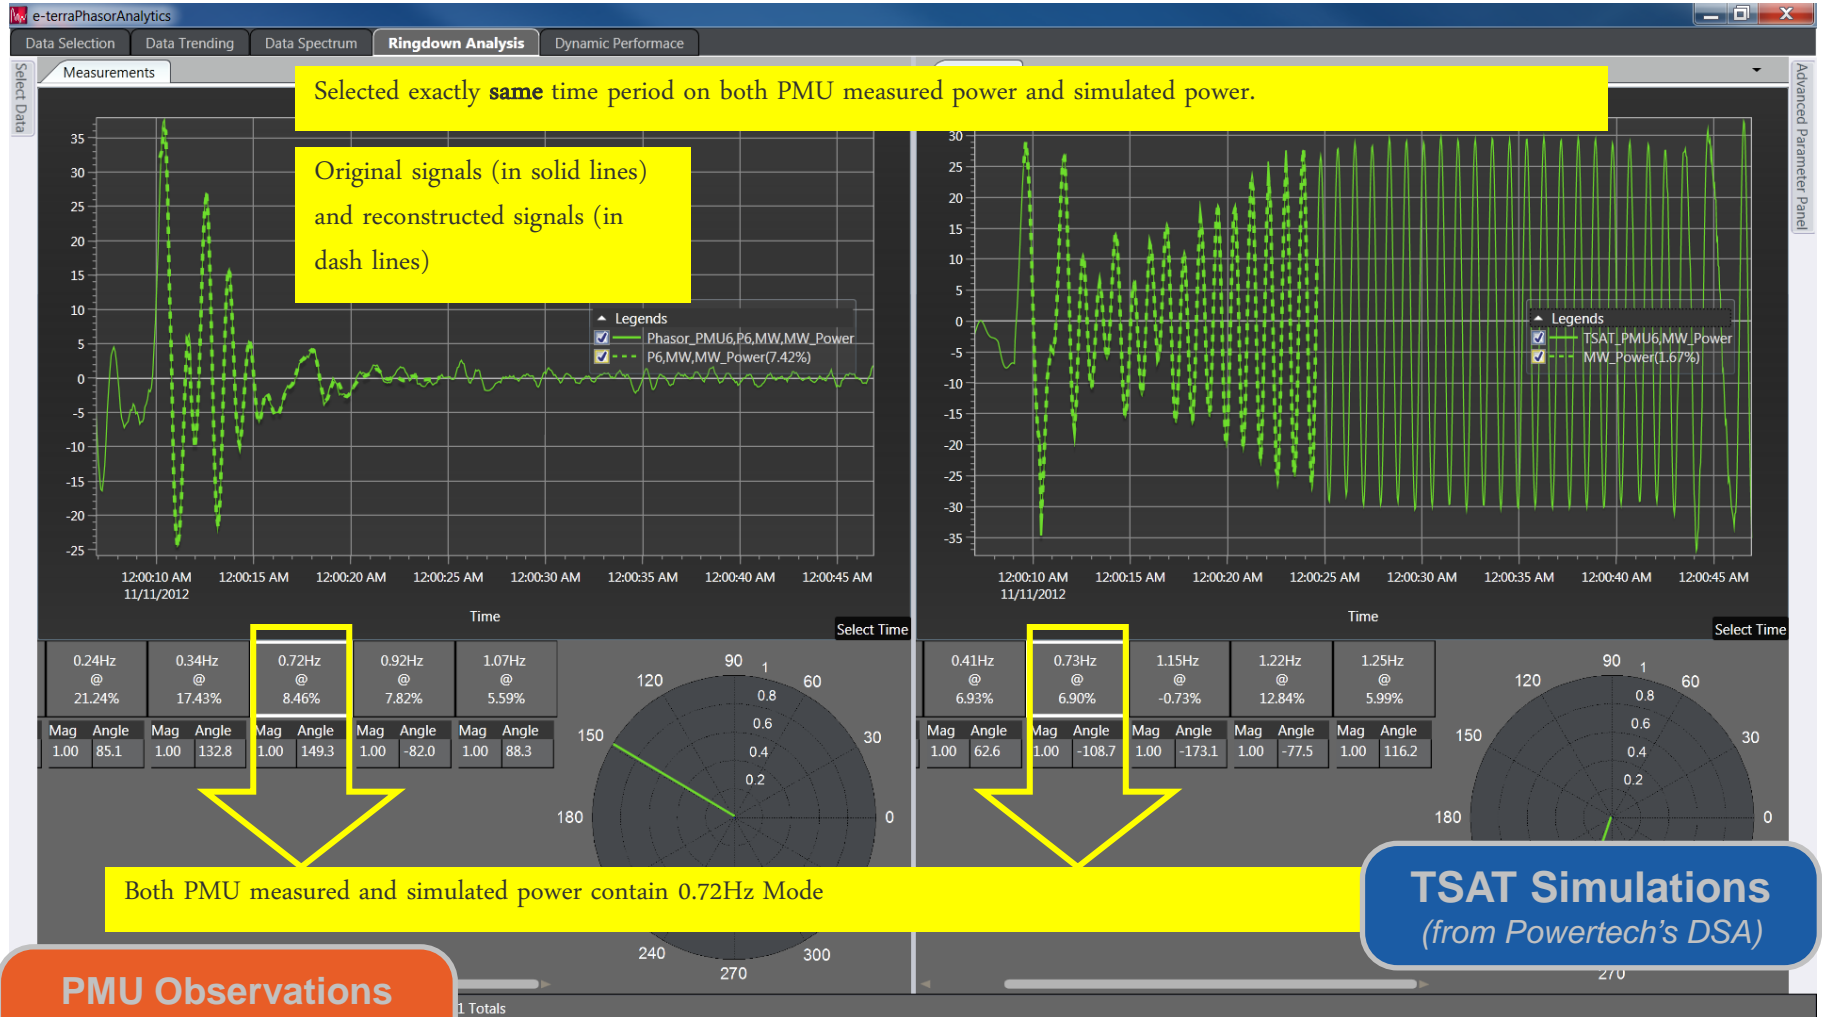 e-terraPhasorAnalytics
Data Selection
Data Trending
Data Spectrum
Ringdown Analysis
Dynamic Performace
Select Data
Measurements
Advanced Parameter Panel
Selected exactly same time period on both PMU measured power and simulated power.
Original signals (in solid lines)
and reconstructed signals (in
dash lines)
35
30
25
20
15
10
5
0
-5
-10
-15
-20
-25
Legends
Phasor_PMU6,P6,MW,MW_Power
P6,MW,MW_Power(7.42%)
12:00:10 AM 12:00:15 AM 12:00:20 AM 12:00:25 AM 12:00:30 AM 12:00:35 AM 12:00:40 AM 12:00:45 AM
11/11/2012
Time
Select Time
30
25
20
15
10
5
0
-5
-10
-15
-20
-25
-30
-35
Legends
TSAT_PMU6,MW_Power
MW_Power(1.67%)
12:00:10 AM 12:00:15 AM 12:00:20 AM 12:00:25 AM 12:00:30 AM 12:00:35 AM 12:00:40 AM 12:00:45 AM
11/11/2012
Time
Select Time
0.24Hz 0.34Hz 0.72Hz 0.92Hz 1.07Hz
@ @ @ @ @
21.24% 17.43% 8.46% 7.82% 5.59%
Mag Angle Mag Angle Mag Angle Mag Angle Mag Angle
1.00 85.1 1.00 132.8 1.00 149.3 1.00 -82.0 1.00 88.3
90
1
120
60
0.8
0.6
150
30
0.4
0.2
180
0
240
300
270
0.41Hz 0.73Hz 1.15Hz 1.22Hz 1.25Hz
@ @ @ @ @
6.93% 6.90% -0.73% 12.84% 5.99%
Mag Angle Mag Angle Mag Angle Mag Angle Mag Angle
1.00 62.6 1.00 -108.7 1.00 -173.1 1.00 -77.5 1.00 116.2
90
1
120
60
0.8
0.6
150
30
0.4
0.2
180
0
270
Both PMU measured and simulated power contain 0.72Hz Mode
TSAT Simulations
(from Powertech's DSA)
PMU Observations
1 Totals